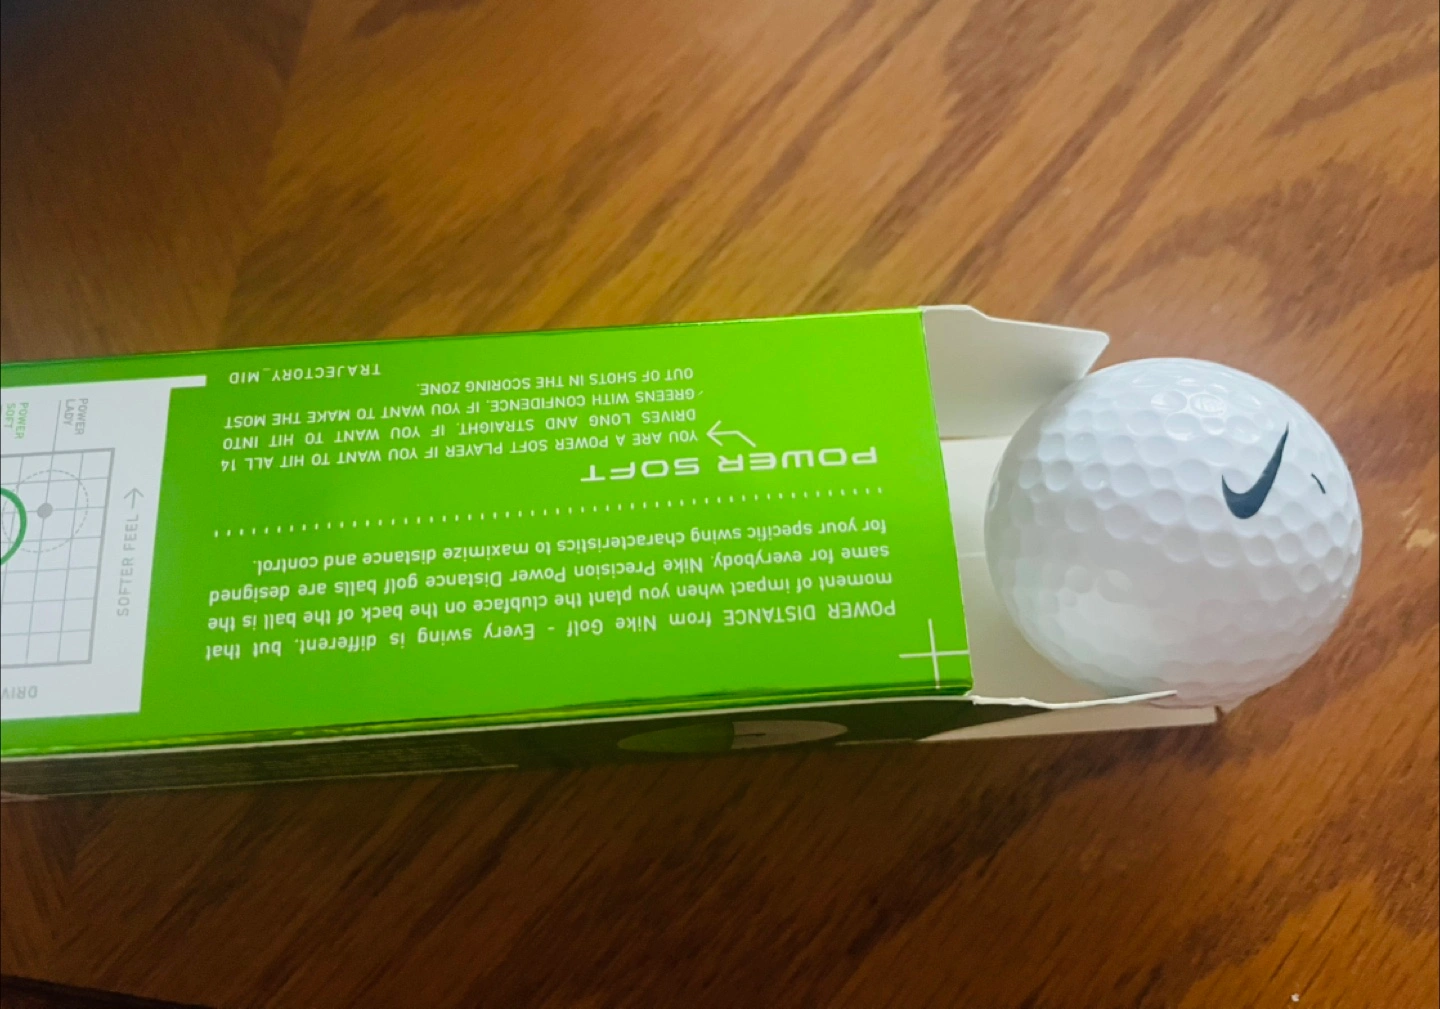 POWER DISTANCE from Nike Golf - Every swing is different, but that
moment of impact when you plant the clubface on the back of the ball is the
same for everybody. Nike Precision Power Distance golf balls are designed
for your specific swing characteristics to maximize distance and control.
POWER SOFT
YOU ARE A POWER SOFT PLAYER IF YOU WANT TO HIT ALL 14
DRIVES LONG AND STRAIGHT. IF YOU WANT TO HIT INTO
GREENS WITH CONFIDENCE. IF YOU WANT TO MAKE THE MOST
OUT OF SHOTS IN THE SCORING ZONE.
TRAJECTORY_MID
SOFTER FEEL
POWER
LADY
POWER
SOFT